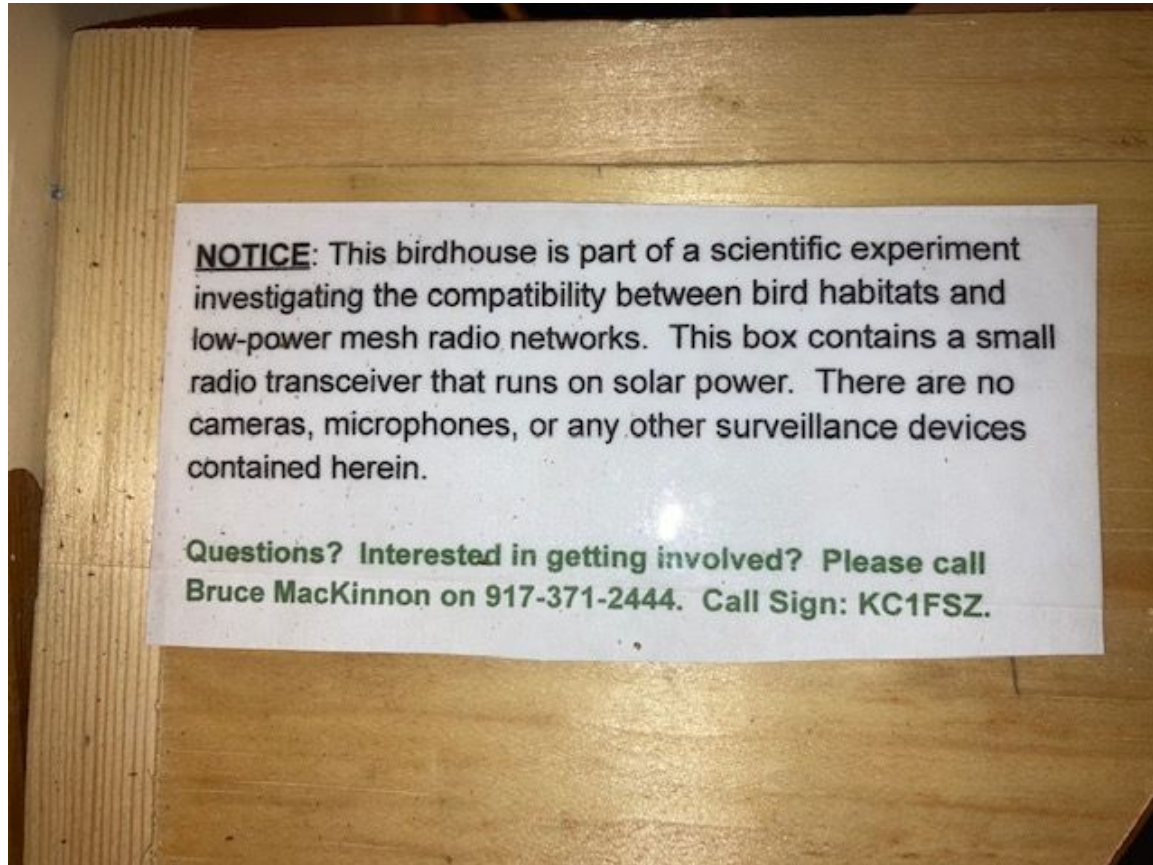 NOTICE: This birdhouse is part of a scientific experiment
investigating the compatibility between bird habitats and
low-power mesh radio networks.  This box contains a small
radio transceiver that runs on solar power.  There are no
cameras, microphones, or any other surveillance devices
contained herein.
Questions?  Interested in getting involved?  Please call
Bruce MacKinnon on 917-371-2444.  Call Sign: KC1FSZ.